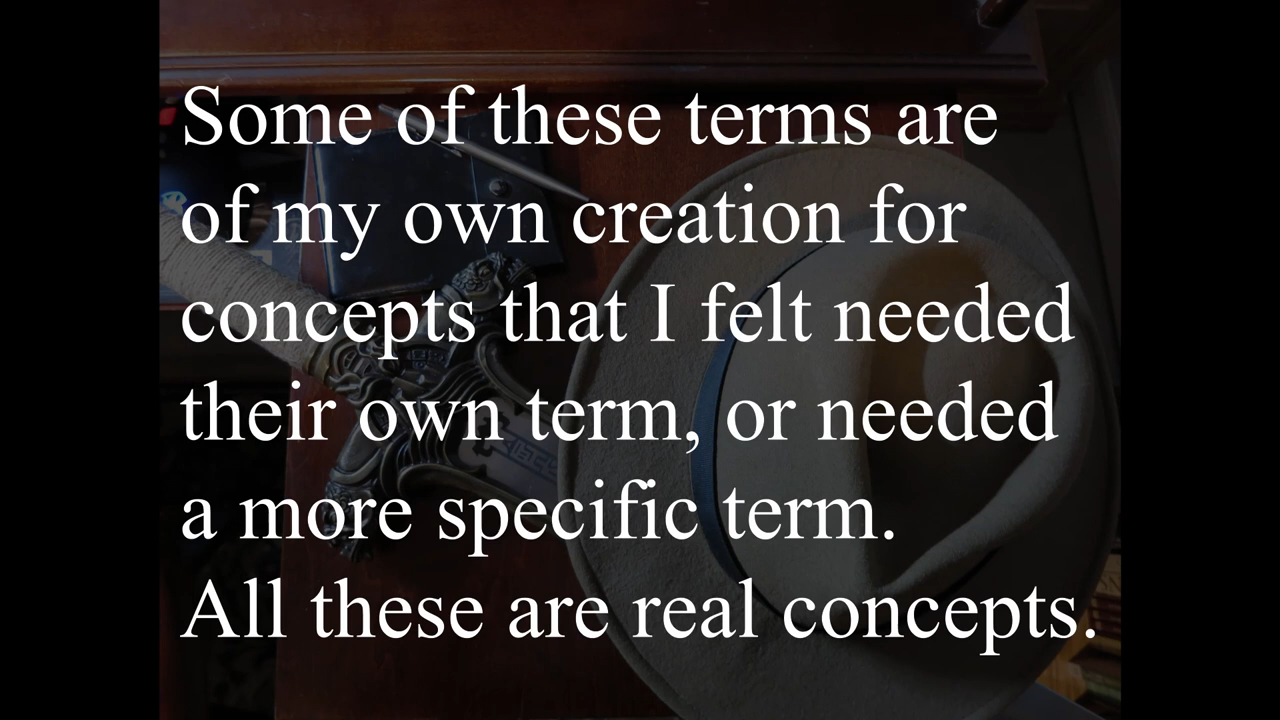 Some of these terms are
of my own creation for
concepts that I felt needed
their own term, or needed
a more specific term.
All these are real concepts.